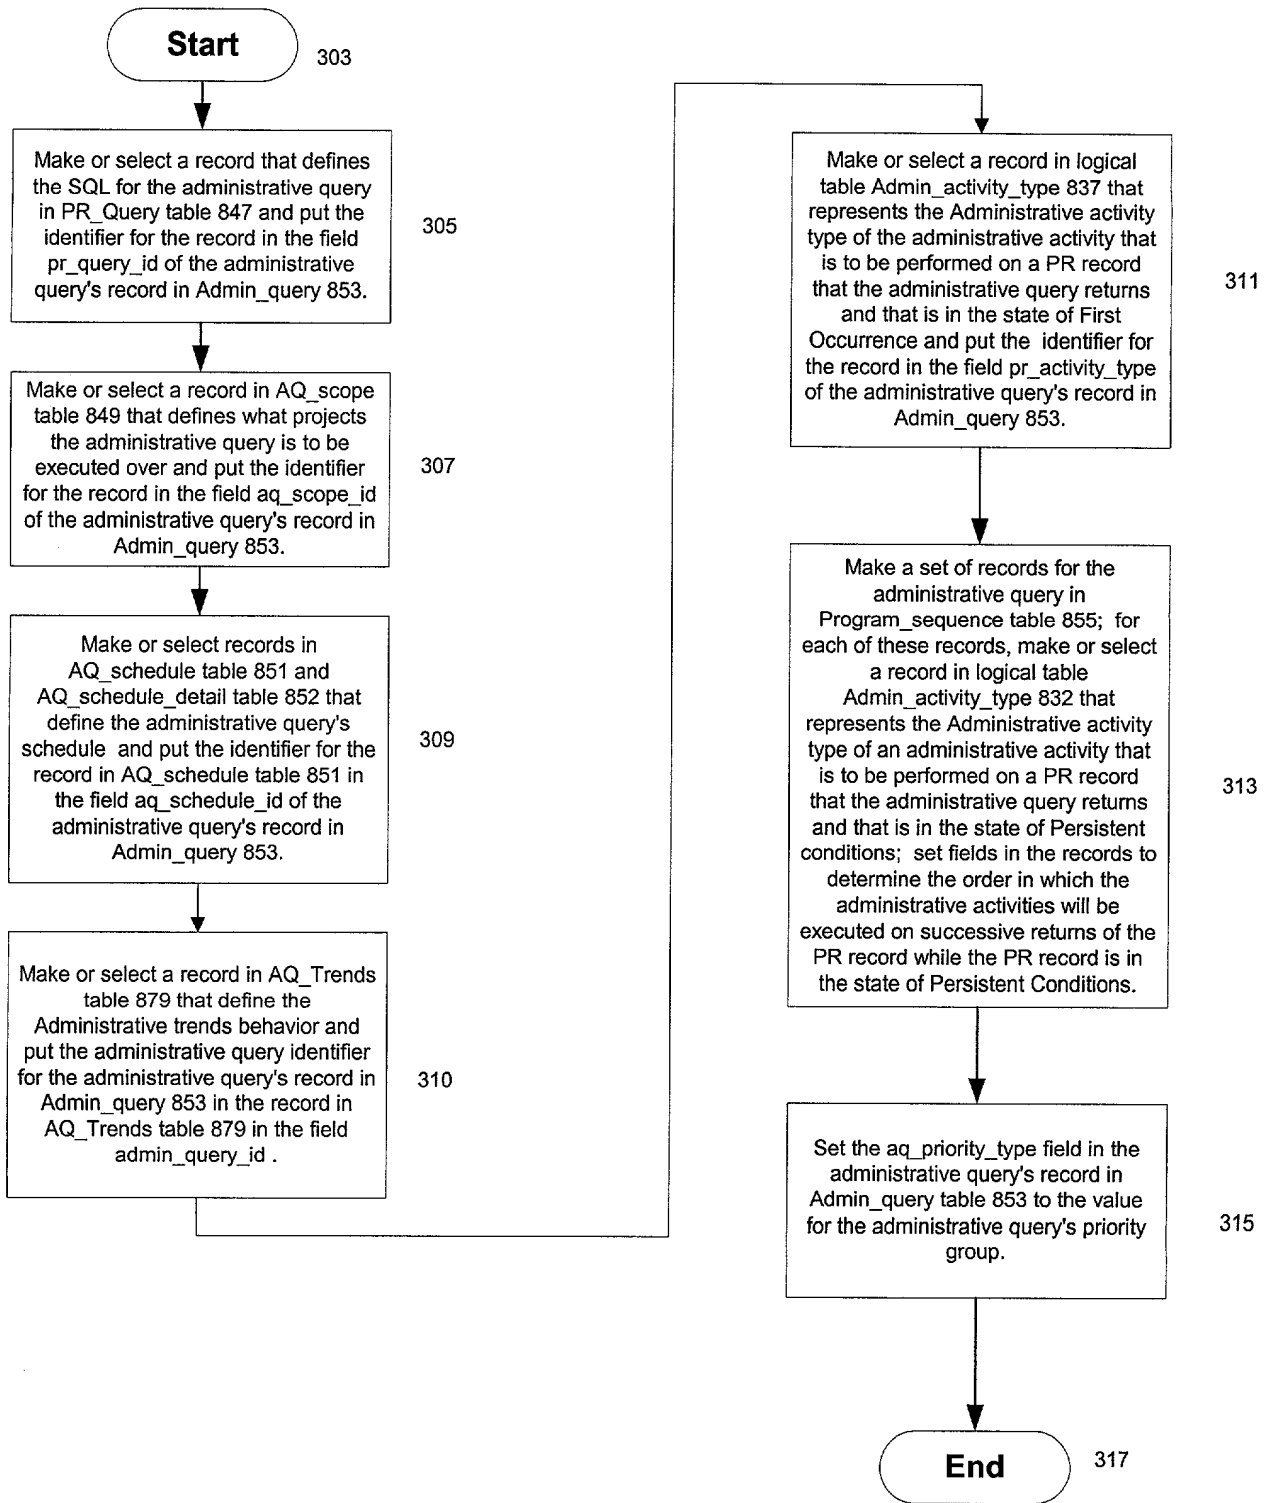 Start
303
Make or select a record that defines
the SQL for the administrative query
in PR_Query table 847 and put the
identifier for the record in the field
pr_query_id of the administrative
query's record in Admin_query 853.
305
Make or select a record in AQ_scope
table 849 that defines what projects
the administrative query is to be
executed over and put the identifier
for the record in the field aq_scope_id
of the administrative query's record in
Admin_query 853.
307
Make or select records in
AQ_schedule table 851 and
AQ_schedule_detail table 852 that
define the administrative query's
schedule and put the identifier for the
record in AQ_schedule table 851 in
the field aq_schedule_id of the
administrative query's record in
Admin_query 853.
309
Make or select a record in AQ_Trends
table 879 that define the
Administrative trends behavior and
put the administrative query identifier
for the administrative query's record in
Admin_query 853 in the record in
AQ_Trends table 879 in the field
admin_query_id .
310
Make or select a record in logical
table Admin_activity_type 837 that
represents the Administrative activity
type of the administrative activity that
is to be performed on a PR record
that the administrative query returns
and that is in the state of First
Occurrence and put the identifier for
the record in the field pr_activity_type
of the administrative query's record in
Admin_query 853.
311
Make a set of records for the
administrative query in
Program_sequence table 855; for
each of these records, make or select
a record in logical table
Admin_activity_type 832 that
represents the Administrative activity
type of an administrative activity that
is to be performed on a PR record
that the administrative query returns
and that is in the state of Persistent
conditions; set fields in the records to
determine the order in which the
administrative activities will be
executed on successive returns of the
PR record while the PR record is in
the state of Persistent Conditions.
313
Set the aq_priority_type field in the
administrative query's record in
Admin_query table 853 to the value
for the administrative query's priority
group.
315
End
317